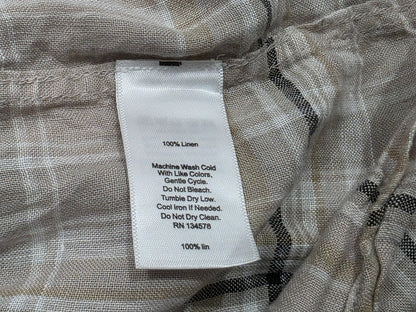 100% Linen
Machine Wash Cold
With Like Colors.
Gentle Cycle.
Do Not Bleach.
Tumble Dry Low.
Cool Iron If Needed.
Do Not Dry Clean.
RN 134578
100% lin